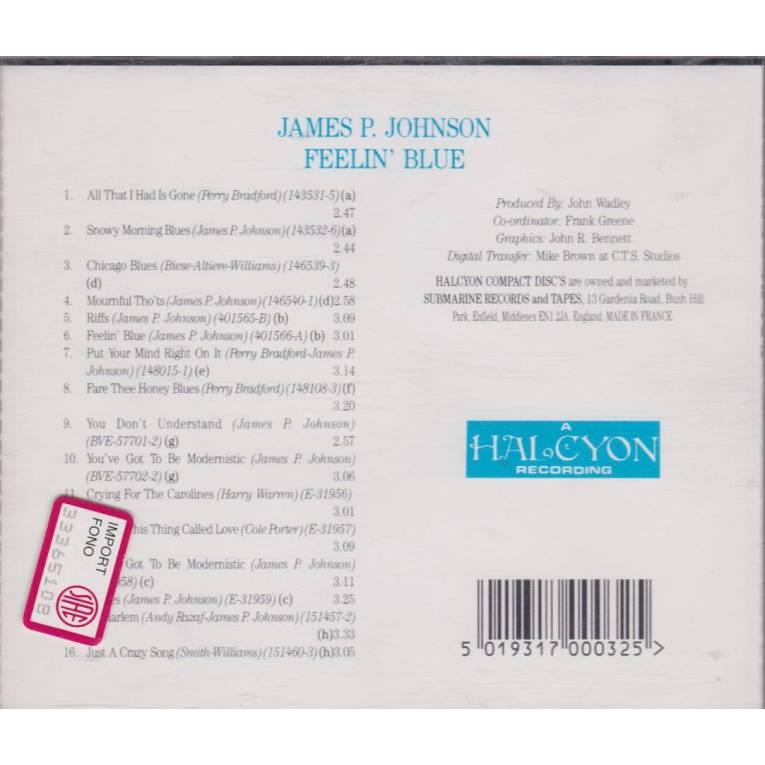 JAMES P. JOHNSON
FEELIN' BLUE
1. All That I Had Is Gone (Perry Bradford) (143531-5) (a)
2.47
2. Snowy Morning Blues (James P. Johnson) (143532-6) (a)
2.44
3. Chicago Blues (Biese-Altiere-Williams) (146539-3)
(d) 2.48
4. Mournful Tho'ts (James P. Johnson) (146540-1) (d) 2.58
5. Riffs (James P. Johnson) (401565-B) (b) 3.09
6. Feelin' Blue (James P. Johnson) (401566-A) (b) 3.01
7. Put Your Mind Right On It (Perry Bradford-James P.
Johnson) (148015-1) (e) 3.14
8. Fare Thee Honey Blues (Perry Bradford) (148108-3) (f)
3.20
9. You Don't Understand (James P. Johnson)
(BVE-57701-2) (g) 2.57
10. You've Got To Be Modernistic (James P. Johnson)
(BVE-57702-2) (g) 3.06
11. Crying For The Carolines (Harry Warren) (E-31956)
3.01
This Thing Called Love (Cole Porter) (E-31957)
3.09
Got To Be Modernistic (James P. Johnson)
3.11
(James P. Johnson) (E-31959) (c) 3.25
(Andy Razaf-James P. Johnson) (151457-2)
(h) 3.33
16. Just A Crazy Song (Smith-Williams) (151460-3) (h) 3.05
Produced By: John Wadley
Co-ordinator: Frank Greene
Graphics: John R. Bennett
Digital Transfer: Mike Brown at C.T.S. Studios
HALCYON COMPACT DISC'S are owned and marketed by
SUBMARINE RECORDS and TAPES, 13 Gardenia Road, Bush Hill
Park, Enfield, Middlesex EN1 2JA. England. MADE IN FRANCE.
A
HALCYON
RECORDING
IMPORT
FONO
33365108
SIAE
5 019317 000325 >